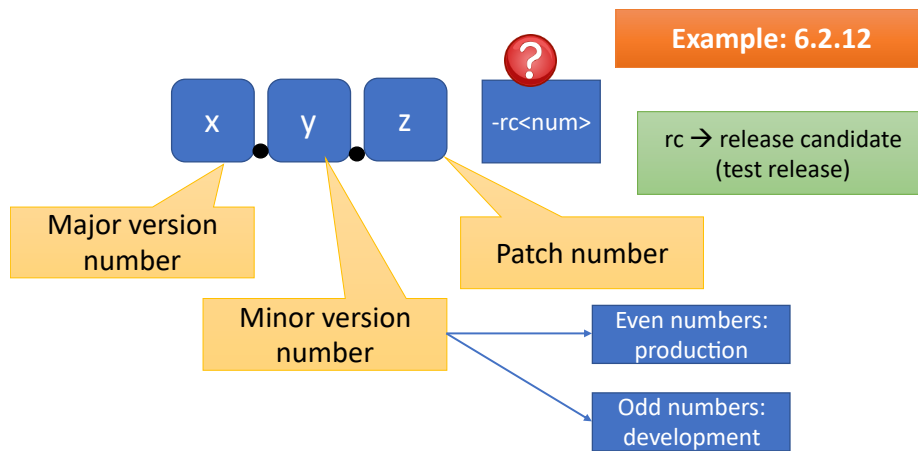 Example: 6.2.12
?
x . y . z
-rc<num>
rc → release candidate
(test release)
Major version
number
Patch number
Minor version
number
Even numbers:
production
Odd numbers:
development